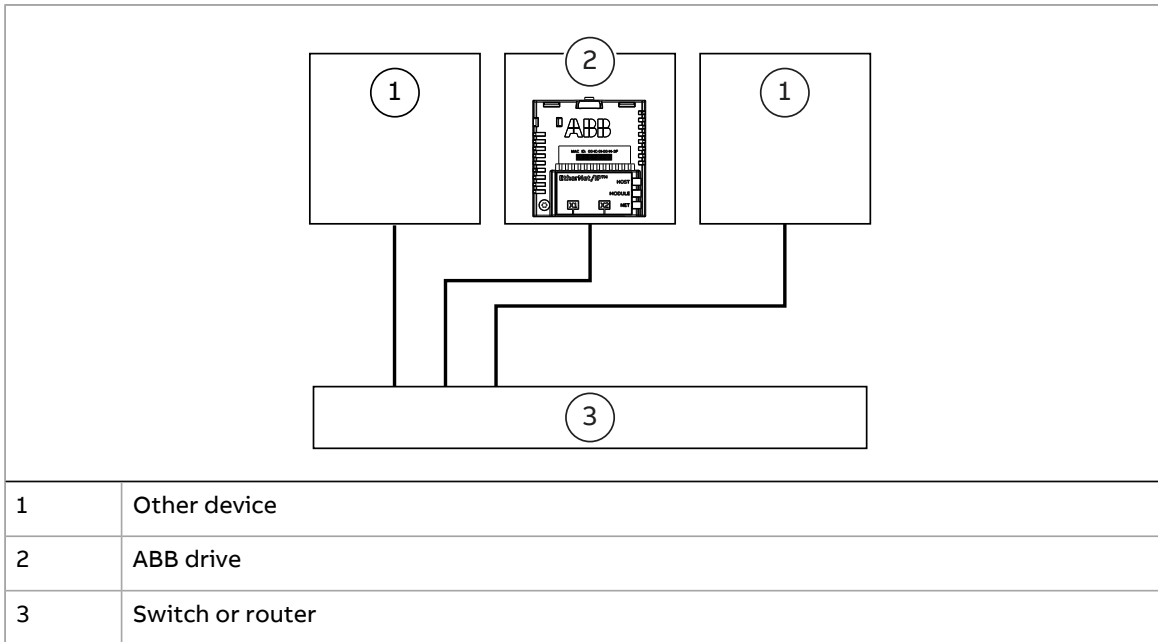 1
2
1
ABB
EtherNet/IP™
HOST
MODULE
X1 X2 NET
3
1 Other device
2 ABB drive
3 Switch or router